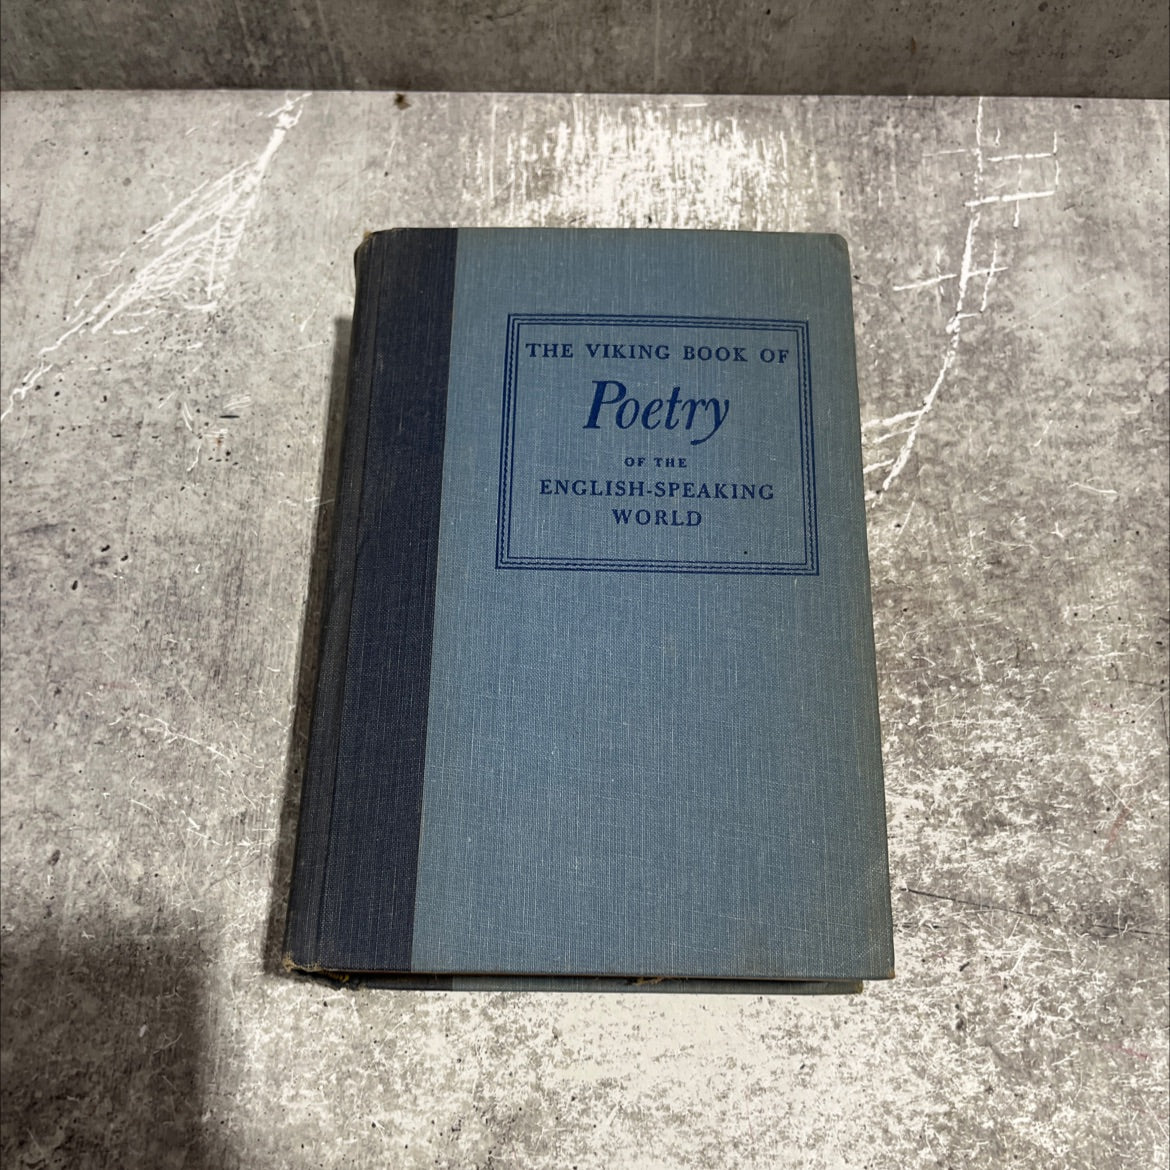 THE VIKING BOOK OF
Poetry
OF THE
ENGLISH-SPEAKING
WORLD